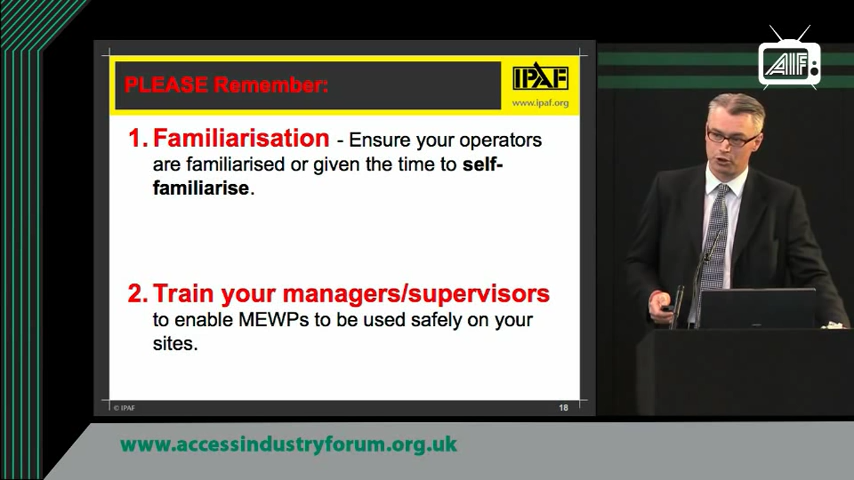 AIF
PLEASE Remember:
IPAF
www.ipaf.org
1. Familiarisation - Ensure your operators
are familiarised or given the time to self-
familiarise.
2. Train your managers/supervisors
to enable MEWPs to be used safely on your
sites.
© IPAF
18
www.accessindustryforum.org.uk